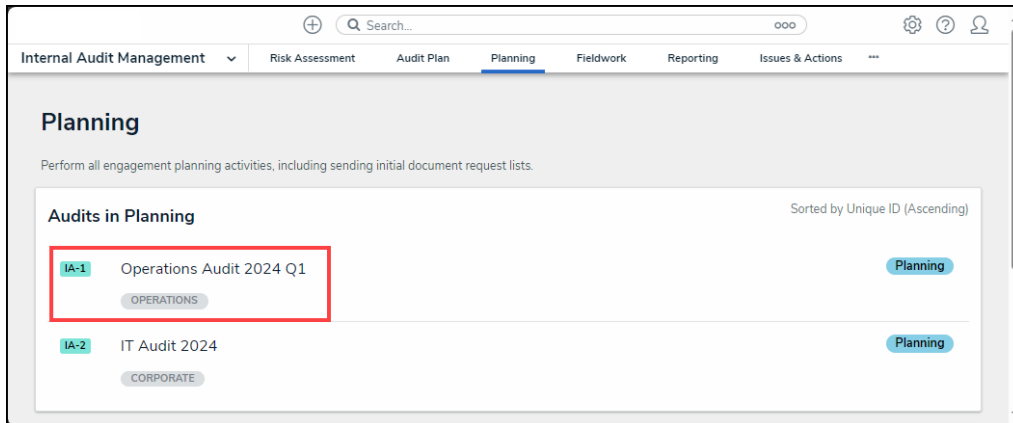 Search...
Internal Audit Management
Risk Assessment
Audit Plan
Planning
Fieldwork
Reporting
Issues & Actions
Planning
Perform all engagement planning activities, including sending initial document request lists.
Audits in Planning
Sorted by Unique ID (Ascending)
IA-1 Operations Audit 2024 Q1 Planning
OPERATIONS
IA-2 IT Audit 2024 Planning
CORPORATE